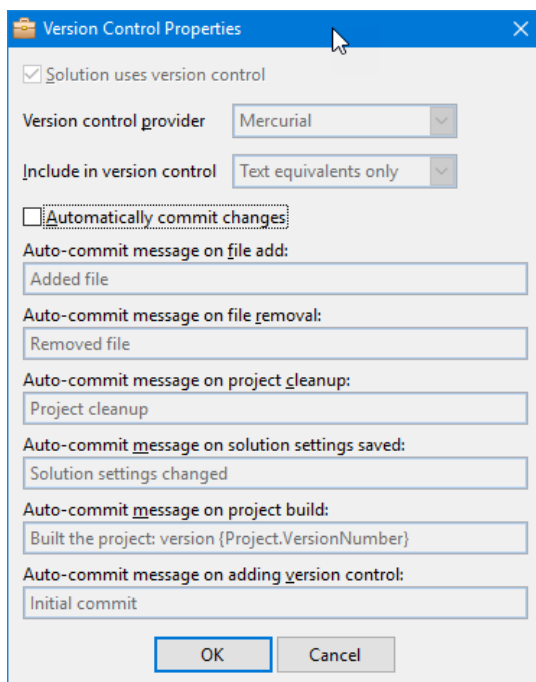 Version Control Properties
Solution uses version control
Version control provider Mercurial
Include in version control Text equivalents only
Automatically commit changes
Auto-commit message on file add:
Added file
Auto-commit message on file removal:
Removed file
Auto-commit message on project cleanup:
Project cleanup
Auto-commit message on solution settings saved:
Solution settings changed
Auto-commit message on project build:
Built the project: version {Project.VersionNumber}
Auto-commit message on adding version control:
Initial commit
OK Cancel